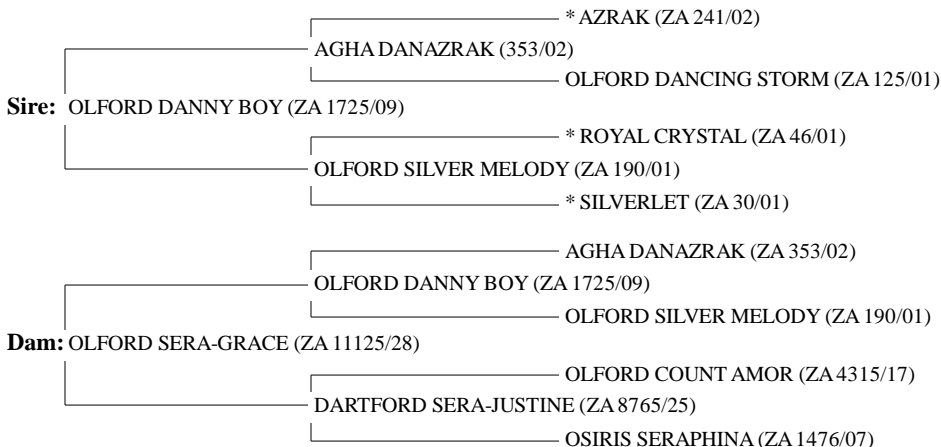 * AZRAK (ZA 241/02)
AGHA DANAZRAK (353/02)
OLFORD DANCING STORM (ZA 125/01)
Sire: OLFORD DANNY BOY (ZA 1725/09)
* ROYAL CRYSTAL (ZA 46/01)
OLFORD SILVER MELODY (ZA 190/01)
* SILVERLET (ZA 30/01)
AGHA DANAZRAK (ZA 353/02)
OLFORD DANNY BOY (ZA 1725/09)
OLFORD SILVER MELODY (ZA 190/01)
Dam: OLFORD SERA-GRACE (ZA 11125/28)
OLFORD COUNT AMOR (ZA 4315/17)
DARTFORD SERA-JUSTINE (ZA 8765/25)
OSIRIS SERAPHINA (ZA 1476/07)